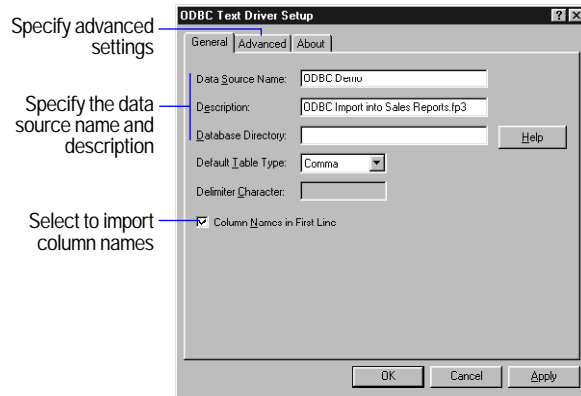 Specify advanced
settings
Specify the data
source name and
description
Select to import
column names
ODBC Text Driver Setup
General Advanced About
Data Source Name: ODBC Demo
Description: ODBC Import into Sales Reports.fp3
Database Directory:
Help
Default Table Type: Comma
Delimiter Character:
Column Names in First Line
OK Cancel Apply